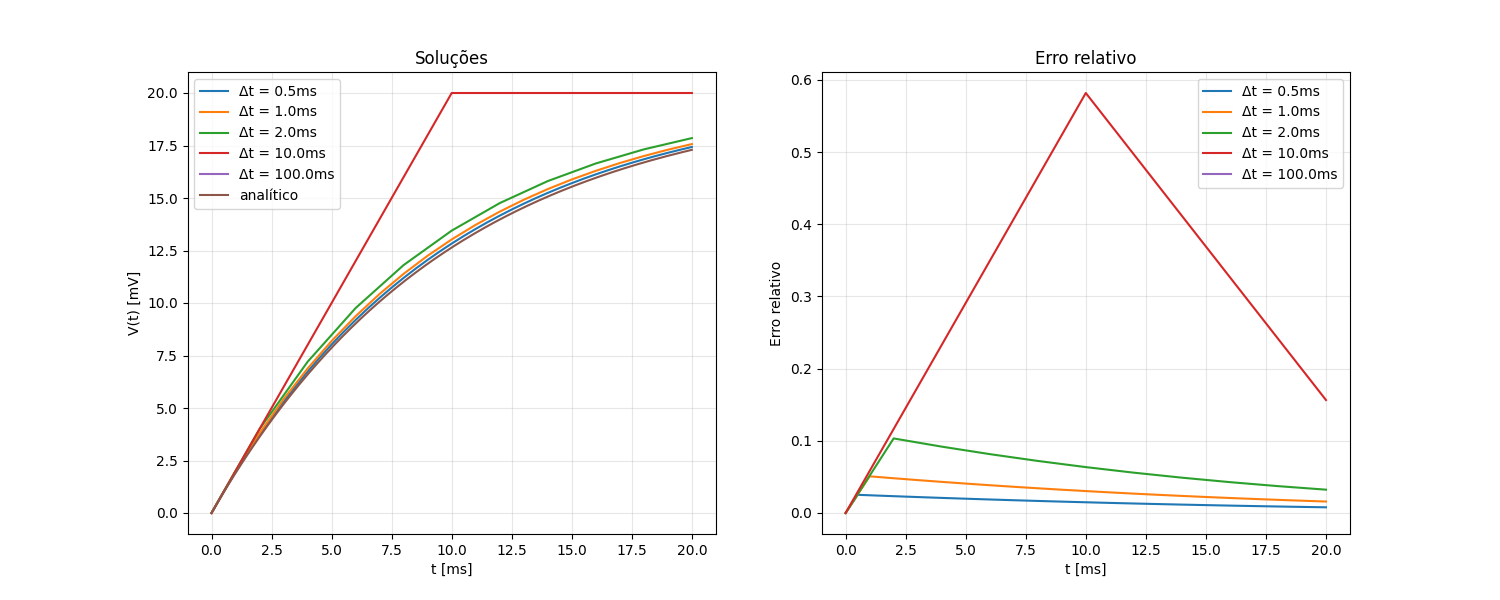 Soluções
Δt = 0.5ms
Δt = 1.0ms
Δt = 2.0ms
Δt = 10.0ms
Δt = 100.0ms
analítico
20.0
17.5
15.0
12.5
10.0
7.5
5.0
2.5
0.0
V(t) [mV]
0.0 2.5 5.0 7.5 10.0 12.5 15.0 17.5 20.0
t [ms]
Erro relativo
Δt = 0.5ms
Δt = 1.0ms
Δt = 2.0ms
Δt = 10.0ms
Δt = 100.0ms
0.6
0.5
0.4
0.3
0.2
0.1
0.0
Erro relativo
0.0 2.5 5.0 7.5 10.0 12.5 15.0 17.5 20.0
t [ms]